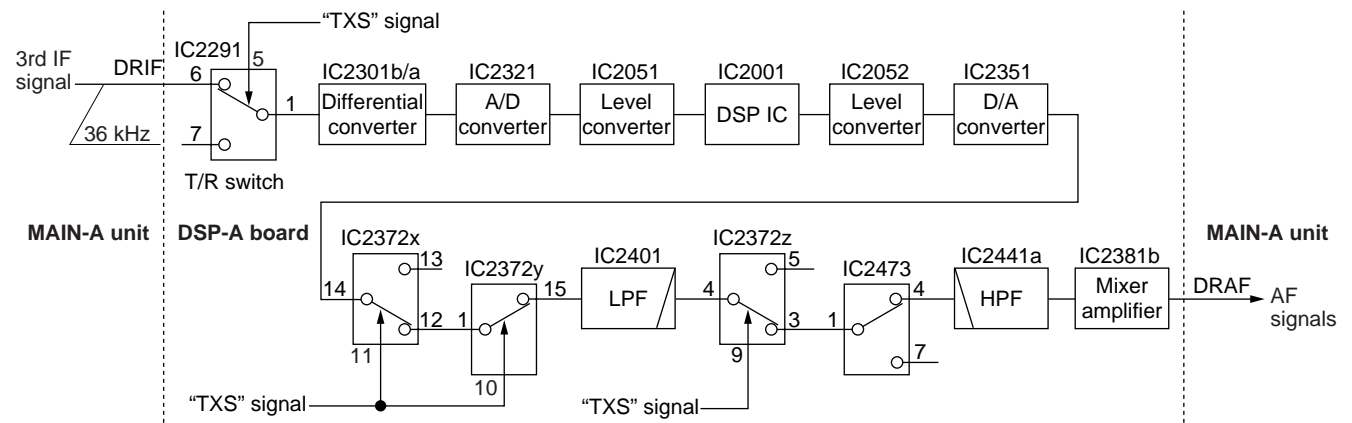 “TXS” signal
IC2291
5
3rd IF
signal
DRIF
6
36 kHz
7
1
T/R switch
IC2301b/a
Differential
converter
IC2321
A/D
converter
IC2051
Level
converter
IC2001
DSP IC
IC2052
Level
converter
IC2351
D/A
converter
MAIN-A unit
DSP-A board
MAIN-A unit
IC2372x
13
14
12
11
IC2372y
15
1
10
IC2401
LPF
IC2372z
5
4
3
9
IC2473
4
1
7
IC2441a
HPF
IC2381b
Mixer
amplifier
DRAF
AF
signals
“TXS” signal
“TXS” signal